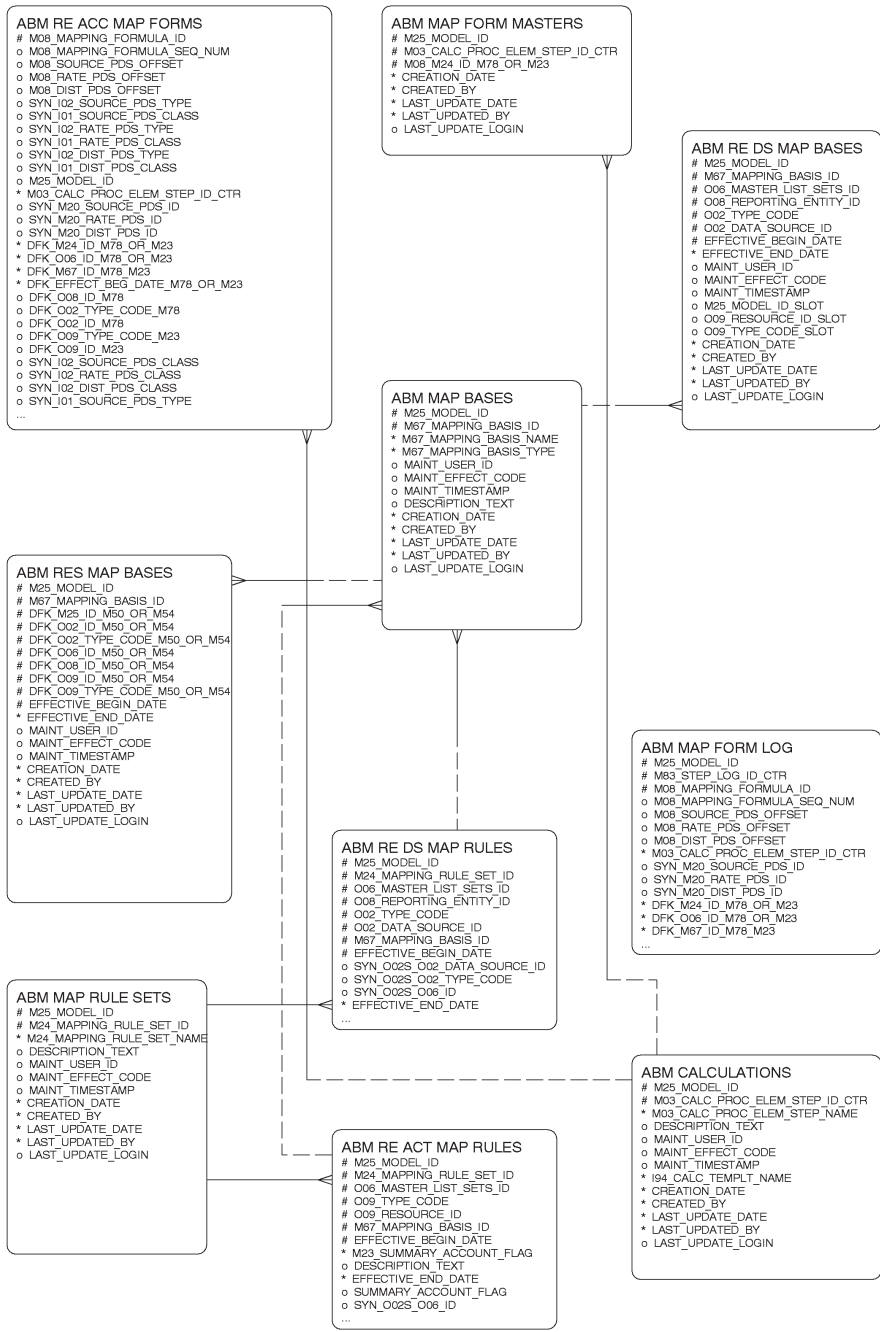 ABM RE ACC MAP FORMS
# M08_MAPPING_FORMULA_ID
o M08_MAPPING_FORMULA_SEQ_NUM
o M08_SOURCE_PDS_OFFSET
o M08_RATE_PDS_OFFSET
o M08_DIST_PDS_OFFSET
o SYN_I02_SOURCE_PDS_TYPE
o SYN_I01_SOURCE_PDS_CLASS
o SYN_I02_RATE_PDS_TYPE
o SYN_I01_RATE_PDS_CLASS
o SYN_I02_DIST_PDS_TYPE
o SYN_I01_DIST_PDS_CLASS
o M25_MODEL_ID
* M03_CALC_PROC_ELEM_STEP_ID_CTR
o SYN_M20_SOURCE_PDS_ID
o SYN_M20_RATE_PDS_ID
o SYN_M20_DIST_PDS_ID
* DFK_M24_ID_M78_OR_M23
* DFK_O06_ID_M78_OR_M23
* DFK_M67_ID_M78_M23
* DFK_EFFECT_BEG_DATE_M78_OR_M23
o DFK_O08_ID_M78
o DFK_O02_TYPE_CODE_M78
o DFK_O02_ID_M78
o DFK_O09_TYPE_CODE_M23
o DFK_O09_ID_M23
o SYN_I02_SOURCE_PDS_CLASS
o SYN_I02_RATE_PDS_CLASS
o SYN_I02_DIST_PDS_CLASS
o SYN_I01_SOURCE_PDS_TYPE
...
ABM MAP FORM MASTERS
# M25_MODEL_ID
# M03_CALC_PROC_ELEM_STEP_ID_CTR
# M08_M24_ID_M78_OR_M23
* CREATION_DATE
* CREATED_BY
* LAST_UPDATE_DATE
* LAST_UPDATED_BY
o LAST_UPDATE_LOGIN
ABM RE DS MAP BASES
# M25_MODEL_ID
# M67_MAPPING_BASIS_ID
# O06_MASTER_LIST_SETS_ID
# O08_REPORTING_ENTITY_ID
# O02_TYPE_CODE
# O02_DATA_SOURCE_ID
# EFFECTIVE_BEGIN_DATE
* EFFECTIVE_END_DATE
o MAINT_USER_ID
o MAINT_EFFECT_CODE
o MAINT_TIMESTAMP
o M25_MODEL_ID_SLOT
o O09_RESOURCE_ID_SLOT
o O09_TYPE_CODE_SLOT
* CREATION_DATE
* CREATED_BY
* LAST_UPDATE_DATE
* LAST_UPDATED_BY
o LAST_UPDATE_LOGIN
ABM MAP BASES
# M25_MODEL_ID
# M67_MAPPING_BASIS_ID
* M67_MAPPING_BASIS_NAME
* M67_MAPPING_BASIS_TYPE
o MAINT_USER_ID
o MAINT_EFFECT_CODE
o MAINT_TIMESTAMP
o DESCRIPTION_TEXT
* CREATION_DATE
* CREATED_BY
* LAST_UPDATE_DATE
* LAST_UPDATED_BY
o LAST_UPDATE_LOGIN
ABM RES MAP BASES
# M25_MODEL_ID
# M67_MAPPING_BASIS_ID
# DFK_M25_ID_M50_OR_M54
# DFK_O02_ID_M50_OR_M54
# DFK_O02_TYPE_CODE_M50_OR_M54
# DFK_O06_ID_M50_OR_M54
# DFK_O08_ID_M50_OR_M54
# DFK_O09_ID_M50_OR_M54
# DFK_O09_TYPE_CODE_M50_OR_M54
# EFFECTIVE_BEGIN_DATE
* EFFECTIVE_END_DATE
o MAINT_USER_ID
o MAINT_EFFECT_CODE
o MAINT_TIMESTAMP
* CREATION_DATE
* CREATED_BY
* LAST_UPDATE_DATE
* LAST_UPDATED_BY
o LAST_UPDATE_LOGIN
ABM MAP FORM LOG
# M25_MODEL_ID
# M83_STEP_LOG_ID_CTR
# M08_MAPPING_FORMULA_ID
o M08_MAPPING_FORMULA_SEQ_NUM
o M08_SOURCE_PDS_OFFSET
o M08_RATE_PDS_OFFSET
o M08_DIST_PDS_OFFSET
* M03_CALC_PROC_ELEM_STEP_ID_CTR
o SYN_M20_SOURCE_PDS_ID
o SYN_M20_RATE_PDS_ID
o SYN_M20_DIST_PDS_ID
* DFK_M24_ID_M78_OR_M23
* DFK_O06_ID_M78_OR_M23
* DFK_M67_ID_M78_M23
...
ABM RE DS MAP RULES
# M25_MODEL_ID
# M24_MAPPING_RULE_SET_ID
# O06_MASTER_LIST_SETS_ID
# O08_REPORTING_ENTITY_ID
# O02_TYPE_CODE
# O02_DATA_SOURCE_ID
# M67_MAPPING_BASIS_ID
# EFFECTIVE_BEGIN_DATE
o SYN_O02S_O02_DATA_SOURCE_ID
o SYN_O02S_O02_TYPE_CODE
o SYN_O02S_O06_ID
* EFFECTIVE_END_DATE
...
ABM MAP RULE SETS
# M25_MODEL_ID
# M24_MAPPING_RULE_SET_ID
* M24_MAPPING_RULE_SET_NAME
o DESCRIPTION_TEXT
o MAINT_USER_ID
o MAINT_EFFECT_CODE
o MAINT_TIMESTAMP
* CREATION_DATE
* CREATED_BY
* LAST_UPDATE_DATE
* LAST_UPDATED_BY
o LAST_UPDATE_LOGIN
ABM CALCULATIONS
# M25_MODEL_ID
# M03_CALC_PROC_ELEM_STEP_ID_CTR
* M03_CALC_PROC_ELEM_STEP_NAME
o DESCRIPTION_TEXT
o MAINT_USER_ID
o MAINT_EFFECT_CODE
o MAINT_TIMESTAMP
* I94_CALC_TEMPLT_NAME
* CREATION_DATE
* CREATED_BY
* LAST_UPDATE_DATE
* LAST_UPDATED_BY
o LAST_UPDATE_LOGIN
ABM RE ACT MAP RULES
# M25_MODEL_ID
# M24_MAPPING_RULE_SET_ID
# O06_MASTER_LIST_SETS_ID
# O09_TYPE_CODE
# O09_RESOURCE_ID
# M67_MAPPING_BASIS_ID
# EFFECTIVE_BEGIN_DATE
* M23_SUMMARY_ACCOUNT_FLAG
o DESCRIPTION_TEXT
* EFFECTIVE_END_DATE
o SUMMARY_ACCOUNT_FLAG
o SYN_O02S_O06_ID
...